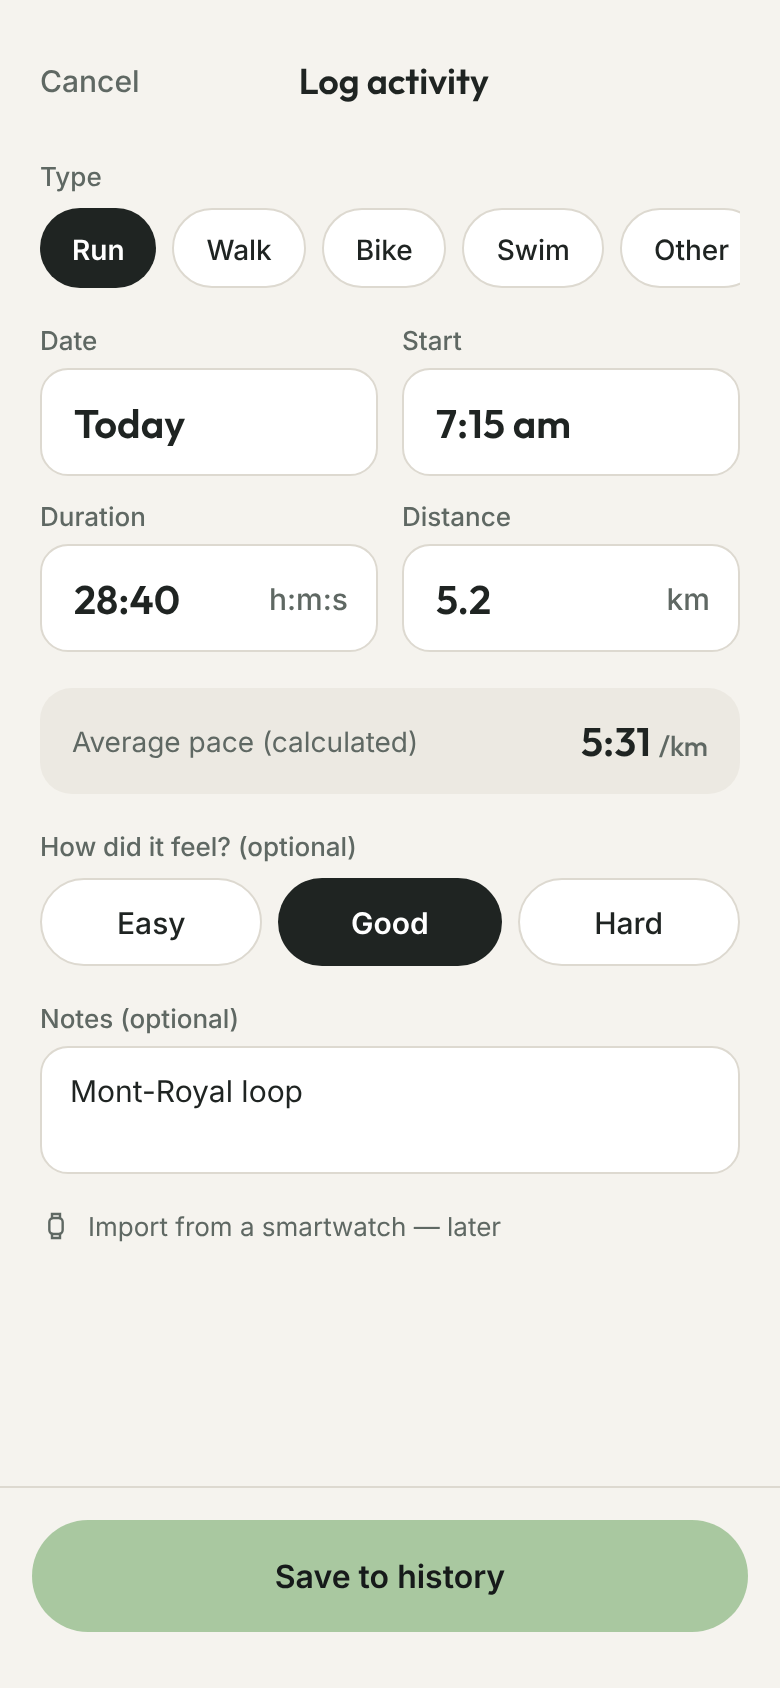 Cancel
Log activity
Type
Run
Walk
Bike
Swim
Other
Date
Start
Today
7:15 am
Duration
Distance
28:40 h:m:s
5.2 km
Average pace (calculated) 5:31 /km
How did it feel? (optional)
Easy
Good
Hard
Notes (optional)
Mont-Royal loop
Import from a smartwatch — later
Save to history